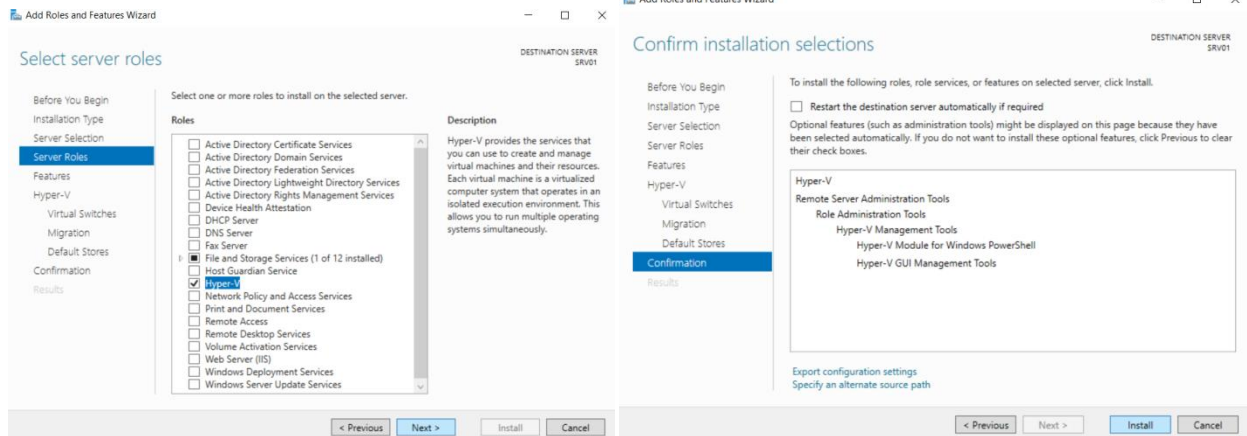 Add Roles and Features Wizard
Select server roles
DESTINATION SERVER
SRV01
Before You Begin
Installation Type
Server Selection
Server Roles
Features
Hyper-V
Virtual Switches
Migration
Default Stores
Confirmation
Results
Select one or more roles to install on the selected server.
Roles
Active Directory Certificate Services
Active Directory Domain Services
Active Directory Federation Services
Active Directory Lightweight Directory Services
Active Directory Rights Management Services
Device Health Attestation
DHCP Server
DNS Server
Fax Server
File and Storage Services (1 of 12 installed)
Host Guardian Service
Hyper-V
Network Policy and Access Services
Print and Document Services
Remote Access
Remote Desktop Services
Volume Activation Services
Web Server (IIS)
Windows Deployment Services
Windows Server Update Services
Description
Hyper-V provides the services that
you can use to create and manage
virtual machines and their resources.
Each virtual machine is a virtualized
computer system that operates in an
isolated execution environment. This
allows you to run multiple operating
systems simultaneously.
< Previous
Next >
Install
Cancel
Add Roles and Features Wizard
Confirm installation selections
DESTINATION SERVER
SRV01
Before You Begin
Installation Type
Server Selection
Server Roles
Features
Hyper-V
Virtual Switches
Migration
Default Stores
Confirmation
Results
To install the following roles, role services, or features on selected server, click Install.
Restart the destination server automatically if required
Optional features (such as administration tools) might be displayed on this page because they have
been selected automatically. If you do not want to install these optional features, click Previous to clear
their check boxes.
Hyper-V
Remote Server Administration Tools
Role Administration Tools
Hyper-V Management Tools
Hyper-V Module for Windows PowerShell
Hyper-V GUI Management Tools
Export configuration settings
Specify an alternate source path
< Previous
Next >
Install
Cancel